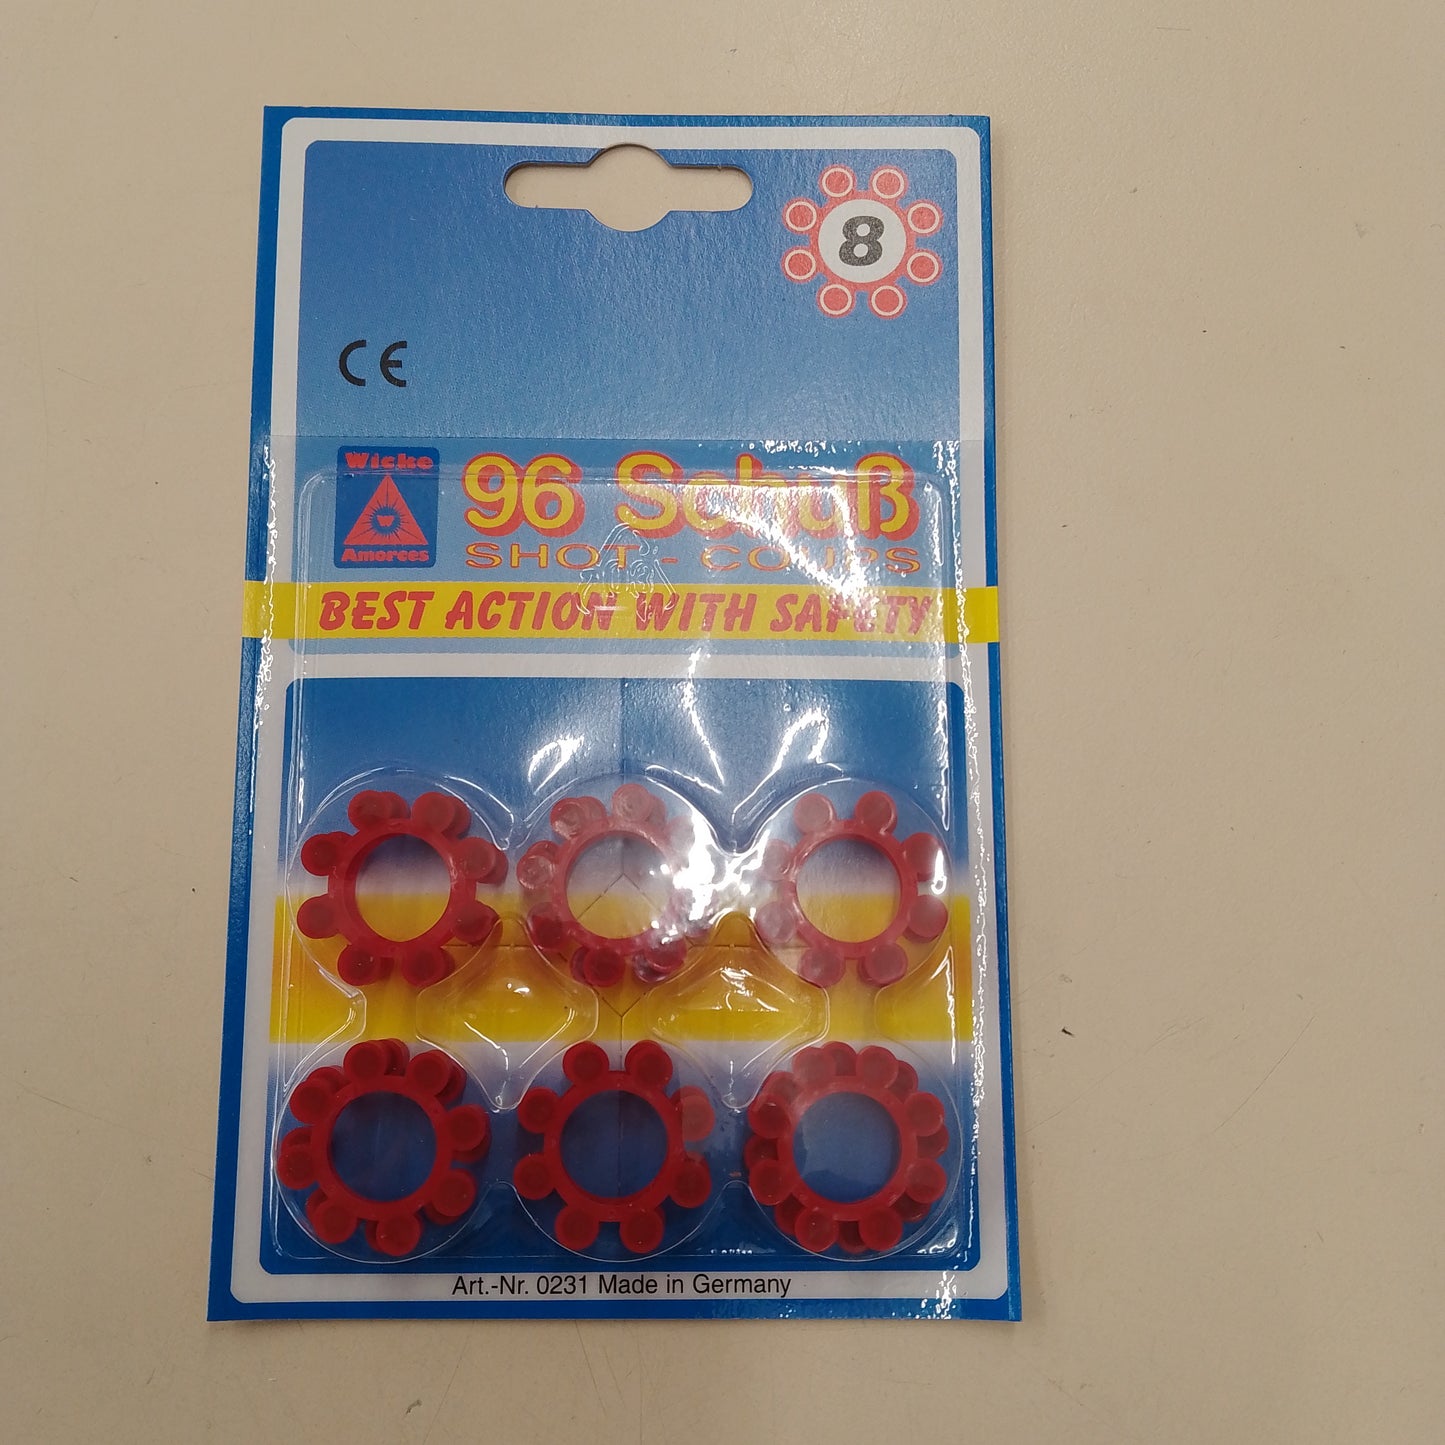 8
CE
Wicke
Amorces
96 Schuß
SHOT - COUPS
BEST ACTION WITH SAFETY
Art.-Nr. 0231 Made in Germany